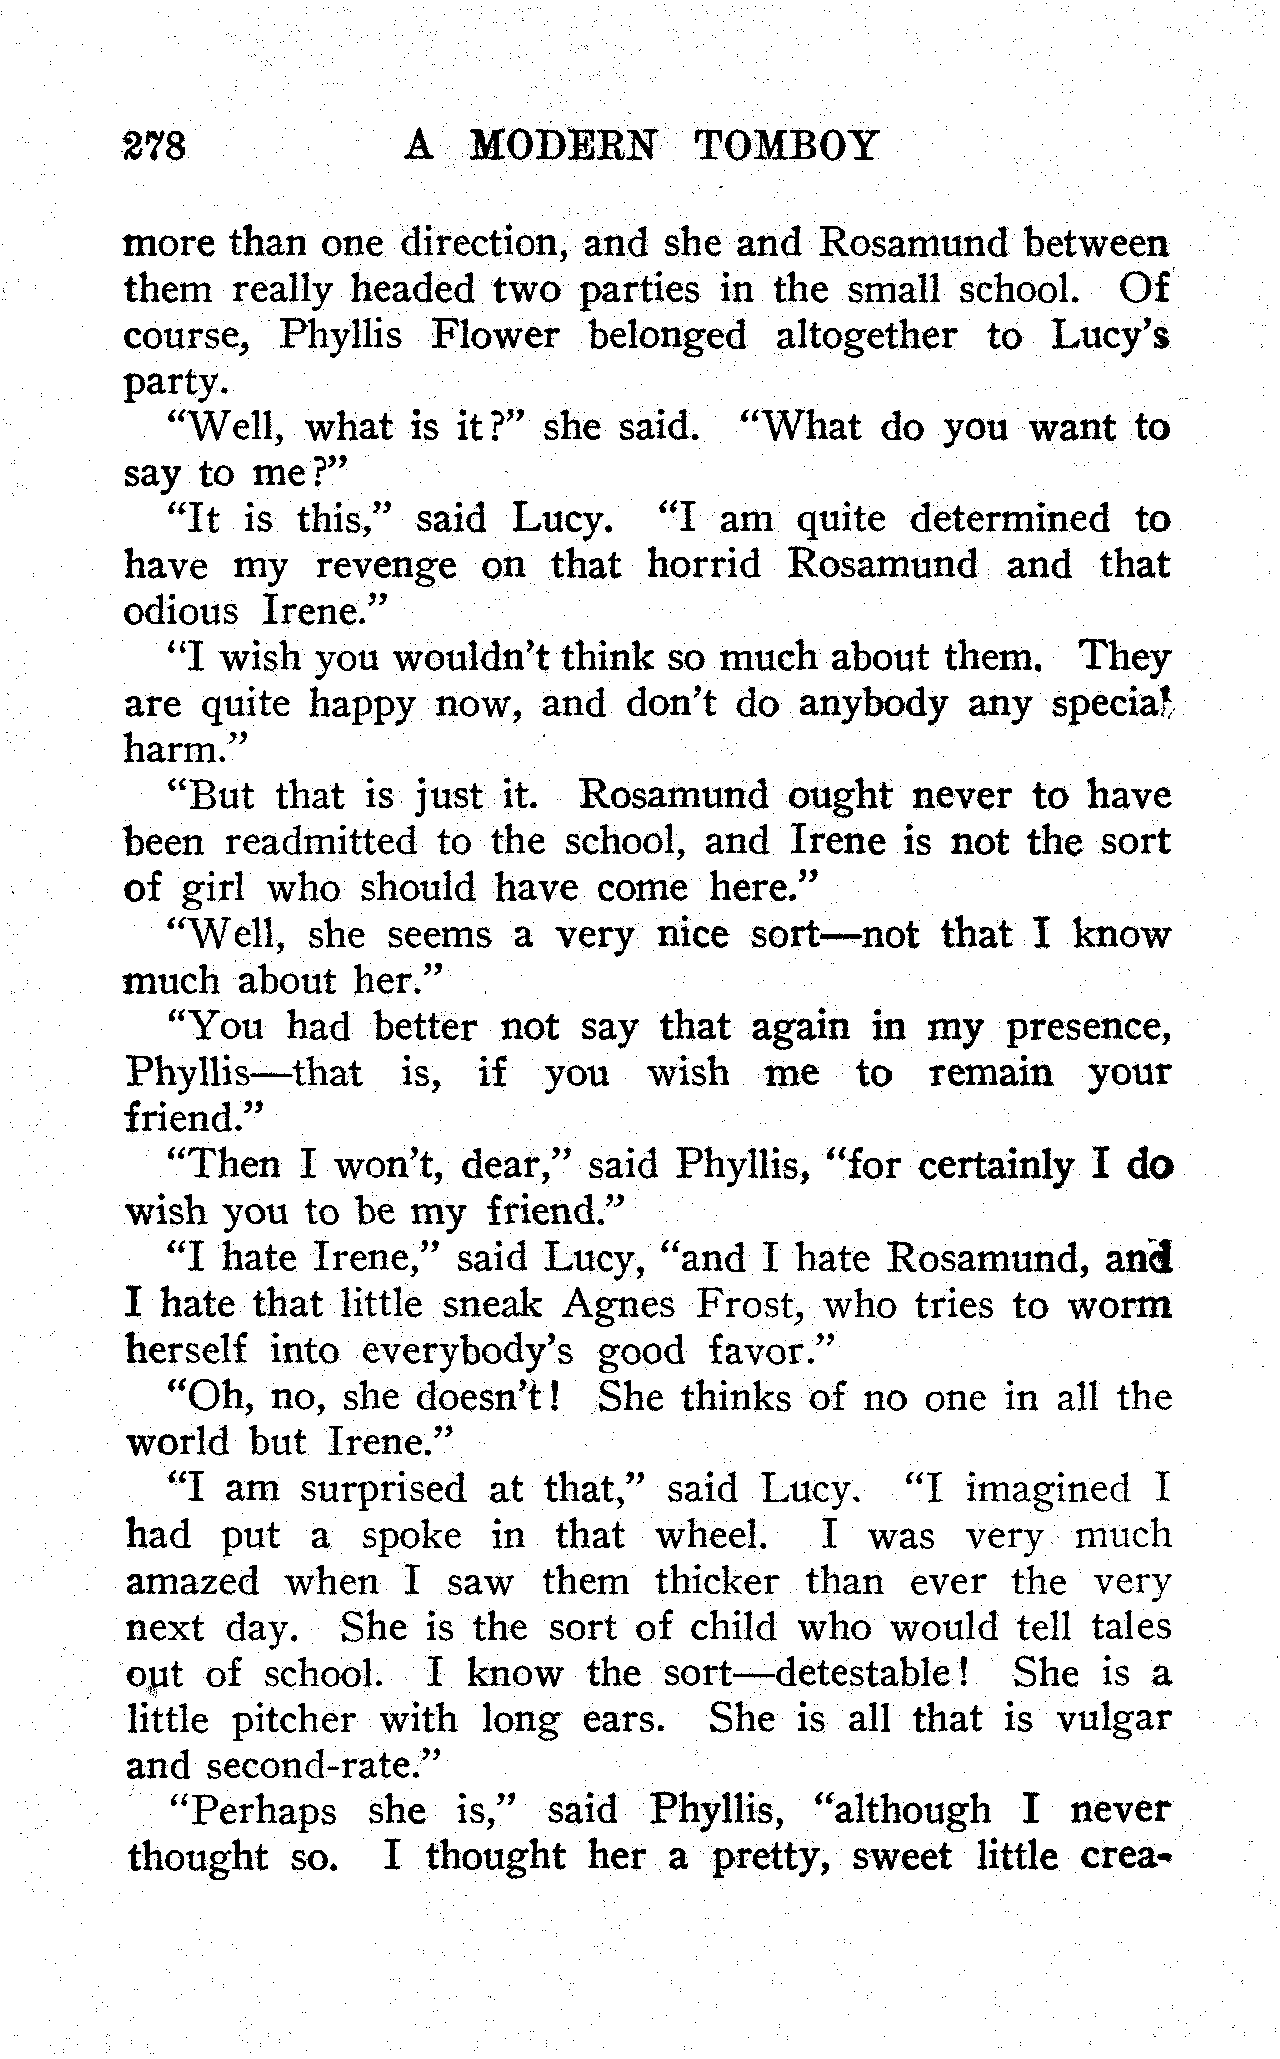 278 A MODERN TOMBOY
more than one direction, and she and Rosamund between
them really headed two parties in the small school. Of
course, Phyllis Flower belonged altogether to Lucy's
party.
"Well, what is it?" she said. "What do you want to
say to me?"
"It is this," said Lucy. "I am quite determined to
have my revenge on that horrid Rosamund and that
odious Irene."
"I wish you wouldn't think so much about them. They
are quite happy now, and don't do anybody any special
harm."
"But that is just it. Rosamund ought never to have
been readmitted to the school, and Irene is not the sort
of girl who should have come here."
"Well, she seems a very nice sort—not that I know
much about her."
"You had better not say that again in my presence,
Phyllis—that is, if you wish me to remain your
friend."
"Then I won't, dear," said Phyllis, "for certainly I do
wish you to be my friend."
"I hate Irene," said Lucy, "and I hate Rosamund, and
I hate that little sneak Agnes Frost, who tries to worm
herself into everybody's good favor."
"Oh, no, she doesn't! She thinks of no one in all the
world but Irene."
"I am surprised at that," said Lucy. "I imagined I
had put a spoke in that wheel. I was very much
amazed when I saw them thicker than ever the very
next day. She is the sort of child who would tell tales
out of school. I know the sort—detestable! She is a
little pitcher with long ears. She is all that is vulgar
and second-rate."
"Perhaps she is," said Phyllis, "although I never
thought so. I thought her a pretty, sweet little crea-